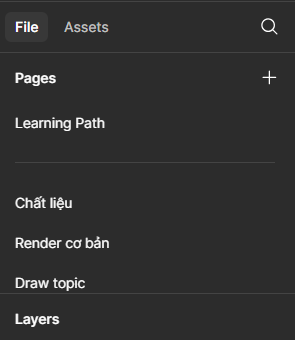 File Assets
Pages
Learning Path
Chất liệu
Render cơ bản
Draw topic
Layers